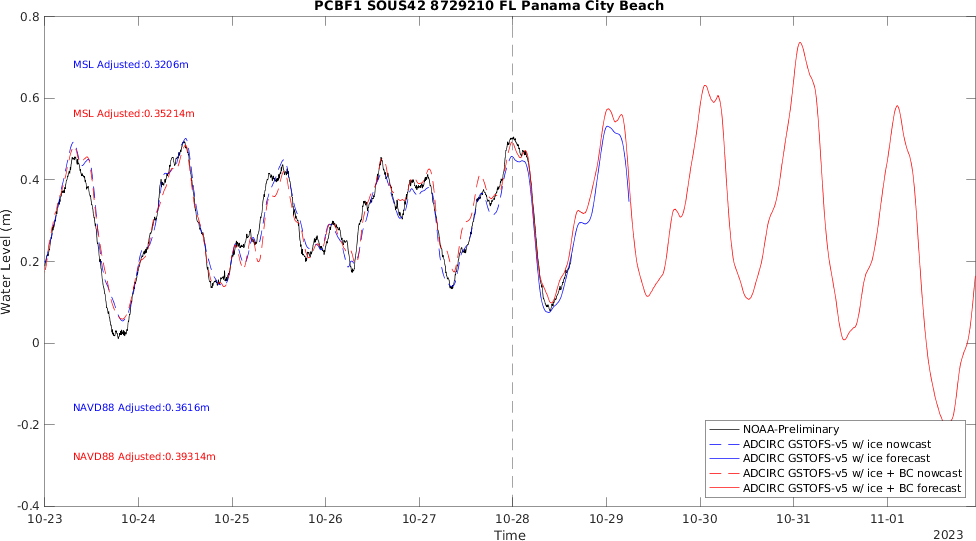 PCBF1 SOUS42 8729210 FL Panama City Beach
0.8
0.6
0.4
0.2
0
-0.2
-0.4
Water Level (m)
MSL Adjusted:0.3206m
MSL Adjusted:0.35214m
NAVD88 Adjusted:0.3616m
NAVD88 Adjusted:0.39314m
NOAA-Preliminary
ADCIRC GSTOFS-v5 w/ ice nowcast
ADCIRC GSTOFS-v5 w/ ice forecast
ADCIRC GSTOFS-v5 w/ ice + BC nowcast
ADCIRC GSTOFS-v5 w/ ice + BC forecast
10-23 10-24 10-25 10-26 10-27 10-28 10-29 10-30 10-31 11-01
Time
2023